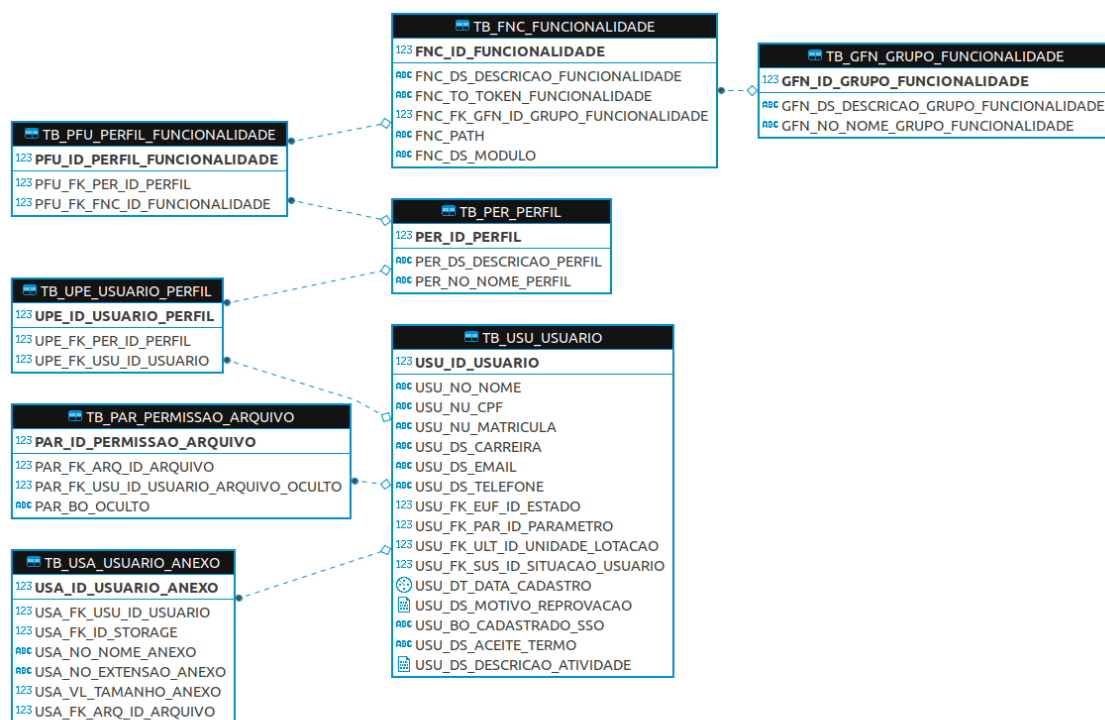 TB_FNC_FUNCIONALIDADE
123 FNC_ID_FUNCIONALIDADE
ABC FNC_DS_DESCRICAO_FUNCIONALIDADE
ABC FNC_TO_TOKEN_FUNCIONALIDADE
123 FNC_FK_GFN_ID_GRUPO_FUNCIONALIDADE
ABC FNC_PATH
ABC FNC_DS_MODULO
TB_GFN_GRUPO_FUNCIONALIDADE
123 GFN_ID_GRUPO_FUNCIONALIDADE
ABC GFN_DS_DESCRICAO_GRUPO_FUNCIONALIDADE
ABC GFN_NO_NOME_GRUPO_FUNCIONALIDADE
TB_PFU_PERFIL_FUNCIONALIDADE
123 PFU_ID_PERFIL_FUNCIONALIDADE
123 PFU_FK_PER_ID_PERFIL
123 PFU_FK_FNC_ID_FUNCIONALIDADE
TB_PER_PERFIL
123 PER_ID_PERFIL
ABC PER_DS_DESCRICAO_PERFIL
ABC PER_NO_NOME_PERFIL
TB_UPE_USUARIO_PERFIL
123 UPE_ID_USUARIO_PERFIL
123 UPE_FK_PER_ID_PERFIL
123 UPE_FK_USU_ID_USUARIO
TB_USU_USUARIO
123 USU_ID_USUARIO
ABC USU_NO_NOME
ABC USU_NU_CPF
ABC USU_NU_MATRICULA
ABC USU_DS_CARREIRA
ABC USU_DS_EMAIL
ABC USU_DS_TELEFONE
123 USU_FK_EUF_ID_ESTADO
123 USU_FK_PAR_ID_PARAMETRO
123 USU_FK_ULT_ID_UNIDADE_LOTACAO
123 USU_FK_SUS_ID_SITUACAO_USUARIO
USU_DT_DATA_CADASTRO
USU_DS_MOTIVO_REPROVACAO
ABC USU_BO_CADASTRADO_SSO
ABC USU_DS_ACEITE_TERMO
USU_DS_DESCRICAO_ATIVIDADE
TB_PAR_PERMISSAO_ARQUIVO
123 PAR_ID_PERMISSAO_ARQUIVO
123 PAR_FK_ARQ_ID_ARQUIVO
123 PAR_FK_USU_ID_USUARIO_ARQUIVO_OCULTO
ABC PAR_BO_OCULTO
TB_USA_USUARIO_ANEXO
123 USA_ID_USUARIO_ANEXO
123 USA_FK_USU_ID_USUARIO
123 USA_FK_ID_STORAGE
ABC USA_NO_NOME_ANEXO
ABC USA_NO_EXTENSAO_ANEXO
123 USA_VL_TAMANHO_ANEXO
123 USA_FK_ARQ_ID_ARQUIVO